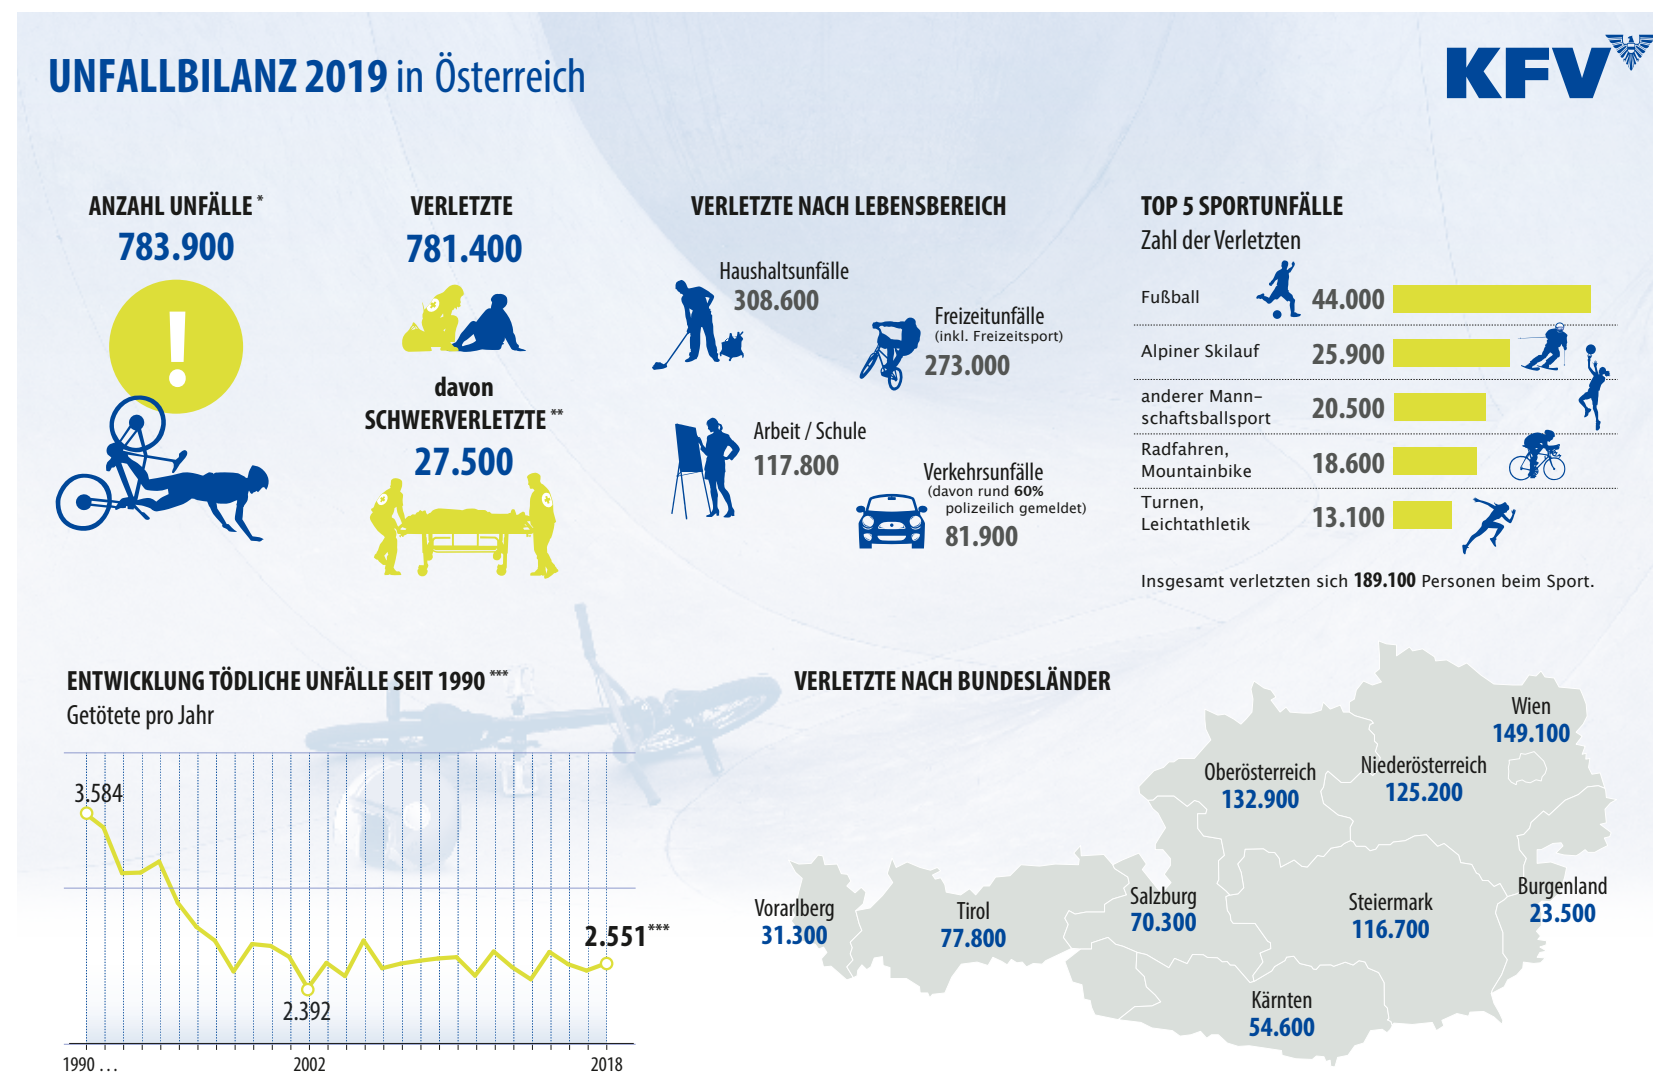 UNFALLBILANZ 2019 in Österreich
KFV
ANZAHL UNFÄLLE *
783.900
!
VERLETZTE
781.400
davon
SCHWERVERLETZTE **
27.500
VERLETZTE NACH LEBENSBEREICH
Haushaltsunfälle
308.600
Freizeitunfälle
(inkl. Freizeitsport)
273.000
Arbeit / Schule
117.800
Verkehrsunfälle
(davon rund 60%
polizeilich gemeldet)
81.900
TOP 5 SPORTUNFÄLLE
Zahl der Verletzten
Fußball
44.000
Alpiner Skilauf
25.900
anderer Mann-
schaftsballsport
20.500
Radfahren,
Mountainbike
18.600
Turnen,
Leichtathletik
13.100
Insgesamt verletzten sich 189.100 Personen beim Sport.
ENTWICKLUNG TÖDLICHE UNFÄLLE SEIT 1990 ***
Getötete pro Jahr
3.584
2.392
2.551***
1990 ...
2002
2018
VERLETZTE NACH BUNDESLÄNDER
Wien
149.100
Oberösterreich
132.900
Niederösterreich
125.200
Vorarlberg
31.300
Tirol
77.800
Salzburg
70.300
Steiermark
116.700
Burgenland
23.500
Kärnten
54.600